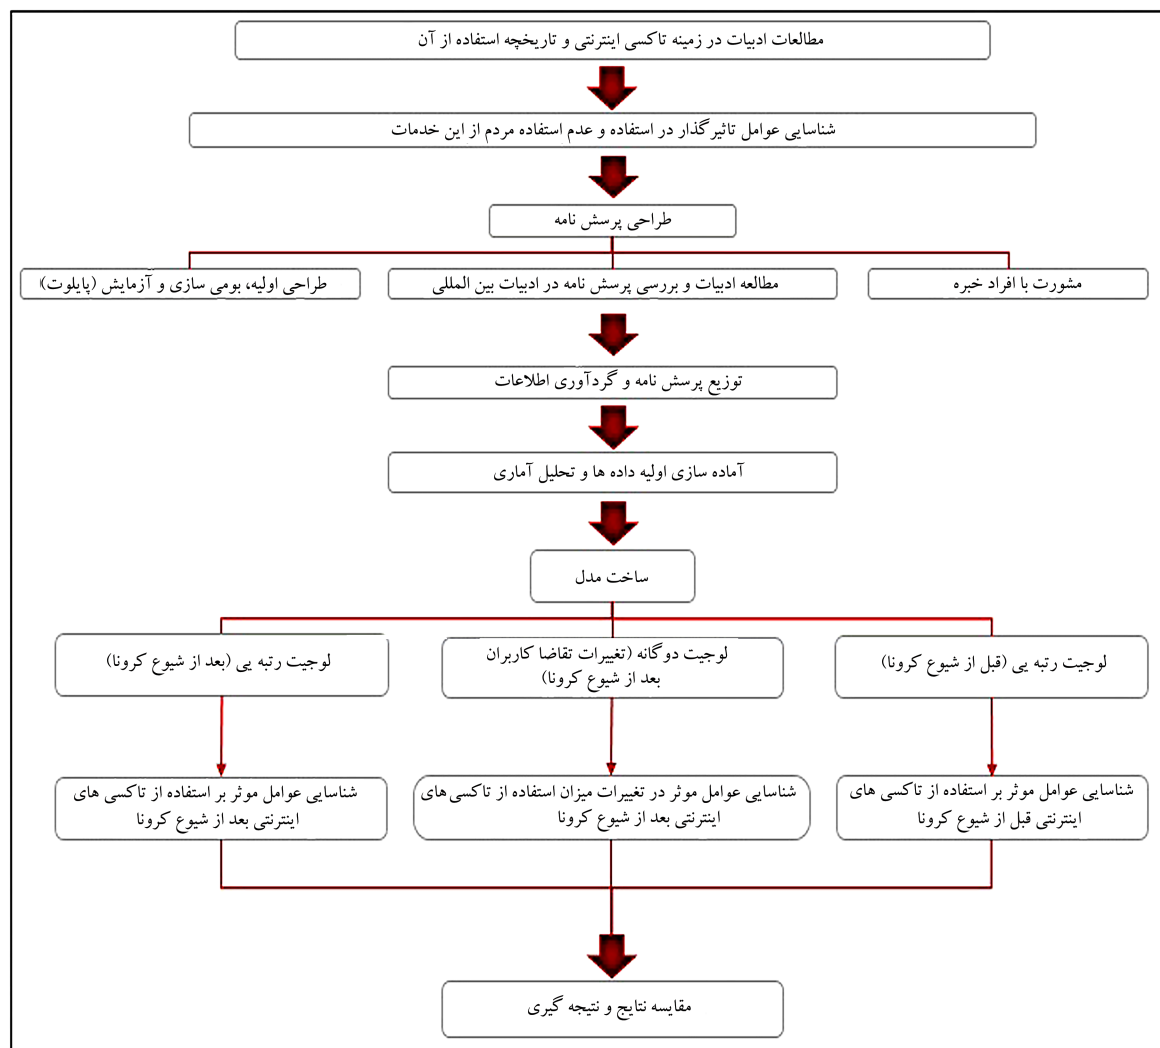 مطالعات ادبیات در زمینه تاکسی اینترنتی و تاریخچه استفاده از آن
شناسایی عوامل تاثیرگذار در استفاده و عدم استفاده مردم از این خدمات
طراحی پرسش نامه
مشورت با افراد خبره
مطالعه ادبیات و بررسی پرسش نامه در ادبیات بین المللی
طراحی اولیه، بومی سازی و آزمایش (پایلوت)
توزیع پرسش نامه و گردآوری اطلاعات
آماده سازی اولیه داده ها و تحلیل آماری
ساخت مدل
لوجیت رتبه یی (قبل از شیوع کرونا)
لوجیت دوگانه (تغییرات تقاضا کاربران
بعد از شیوع کرونا)
لوجیت رتبه یی (بعد از شیوع کرونا)
شناسایی عوامل موثر بر استفاده از تاکسی های
اینترنتی قبل از شیوع کرونا
شناسایی عوامل موثر در تغییرات میزان استفاده از تاکسی های
اینترنتی بعد از شیوع کرونا
شناسایی عوامل موثر بر استفاده از تاکسی های
اینترنتی بعد از شیوع کرونا
مقایسه نتایج و نتیجه گیری